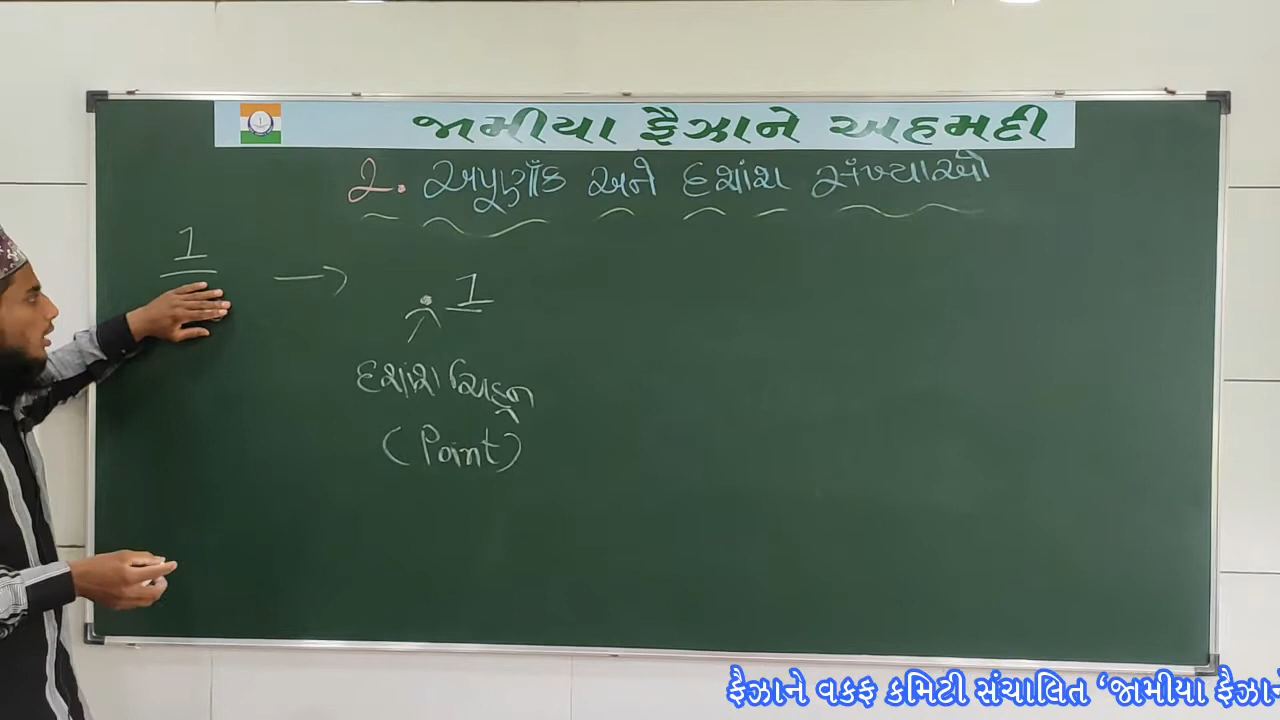 જામીયા ફૈઝાને અહમદી
૨. અપૂર્ણાંક અને દશાંશ સંખ્યાઓ
1 → . 1
દશાંશ ચિહ્ન
(Point)
ફૈઝાને વકફ કમિટી સંચાલિત ‘જામીયા ફૈઝાને